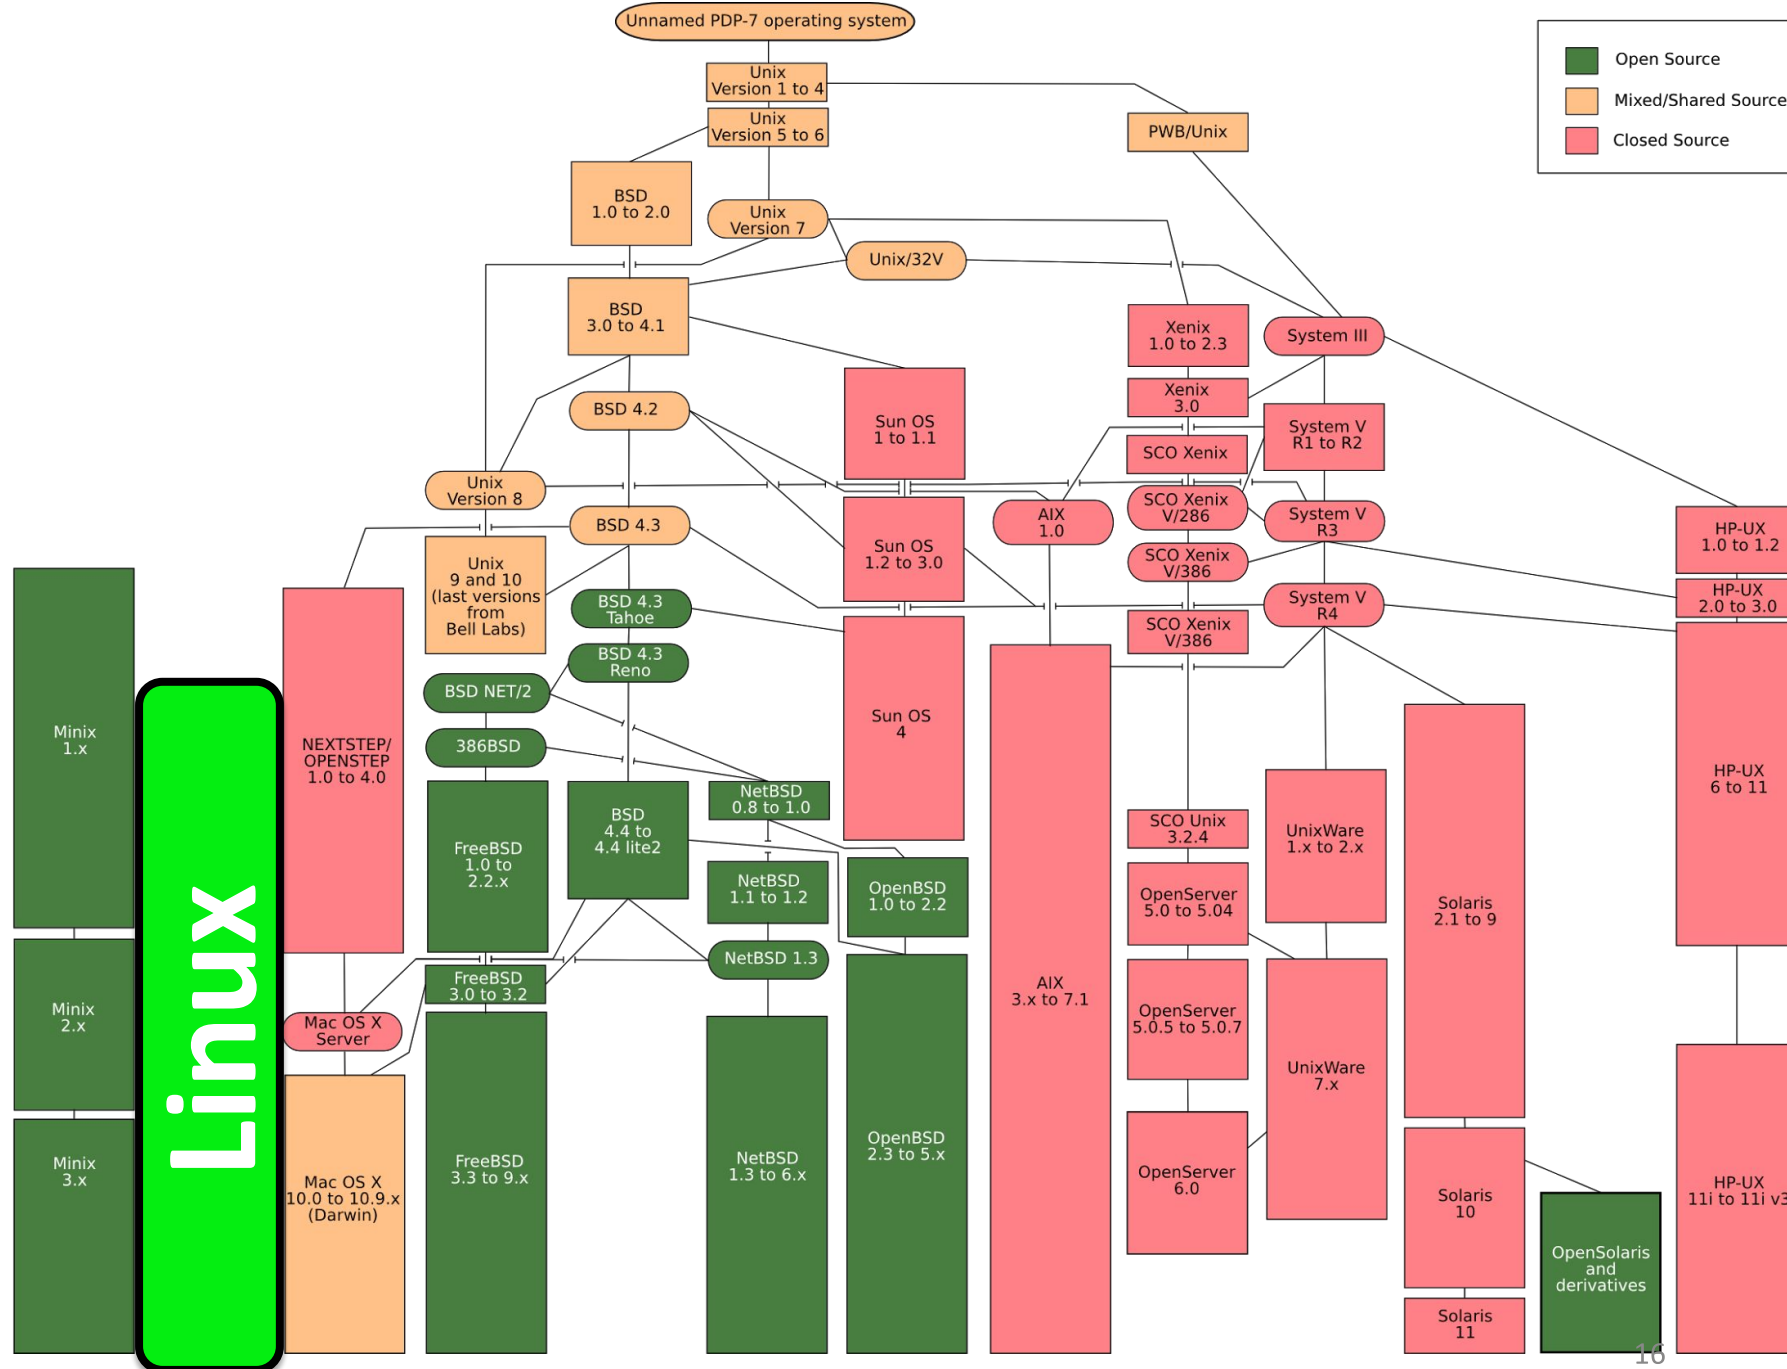 Unnamed PDP-7 operating system
Open Source
Mixed/Shared Source
Closed Source
Unix
Version 1 to 4
Unix
Version 5 to 6
PWB/Unix
BSD
1.0 to 2.0
Unix
Version 7
Unix/32V
BSD
3.0 to 4.1
Xenix
1.0 to 2.3
System III
Xenix
3.0
BSD 4.2
Sun OS
1 to 1.1
System V
R1 to R2
SCO Xenix
Unix
Version 8
SCO Xenix
V/286
AIX
1.0
System V
R3
BSD 4.3
HP-UX
1.0 to 1.2
Sun OS
1.2 to 3.0
SCO Xenix
V/386
Unix
9 and 10
(last versions
from
Bell Labs)
BSD 4.3
Tahoe
System V
R4
HP-UX
2.0 to 3.0
SCO Xenix
V/386
BSD 4.3
Reno
BSD NET/2
Sun OS
4
Minix
1.x
386BSD
NEXTSTEP/
OPENSTEP
1.0 to 4.0
HP-UX
6 to 11
NetBSD
0.8 to 1.0
BSD
4.4 to
4.4 lite2
SCO Unix
3.2.4
UnixWare
1.x to 2.x
FreeBSD
1.0 to
2.2.x
NetBSD
1.1 to 1.2
OpenBSD
1.0 to 2.2
OpenServer
5.0 to 5.04
Solaris
2.1 to 9
NetBSD 1.3
FreeBSD
3.0 to 3.2
AIX
3.x to 7.1
Linux
Minix
2.x
Mac OS X
Server
OpenServer
5.0.5 to 5.0.7
UnixWare
7.x
OpenBSD
2.3 to 5.x
Minix
3.x
FreeBSD
3.3 to 9.x
NetBSD
1.3 to 6.x
OpenServer
6.0
Mac OS X
10.0 to 10.9.x
(Darwin)
Solaris
10
HP-UX
11i to 11i v3
OpenSolaris
and
derivatives
Solaris
11
16